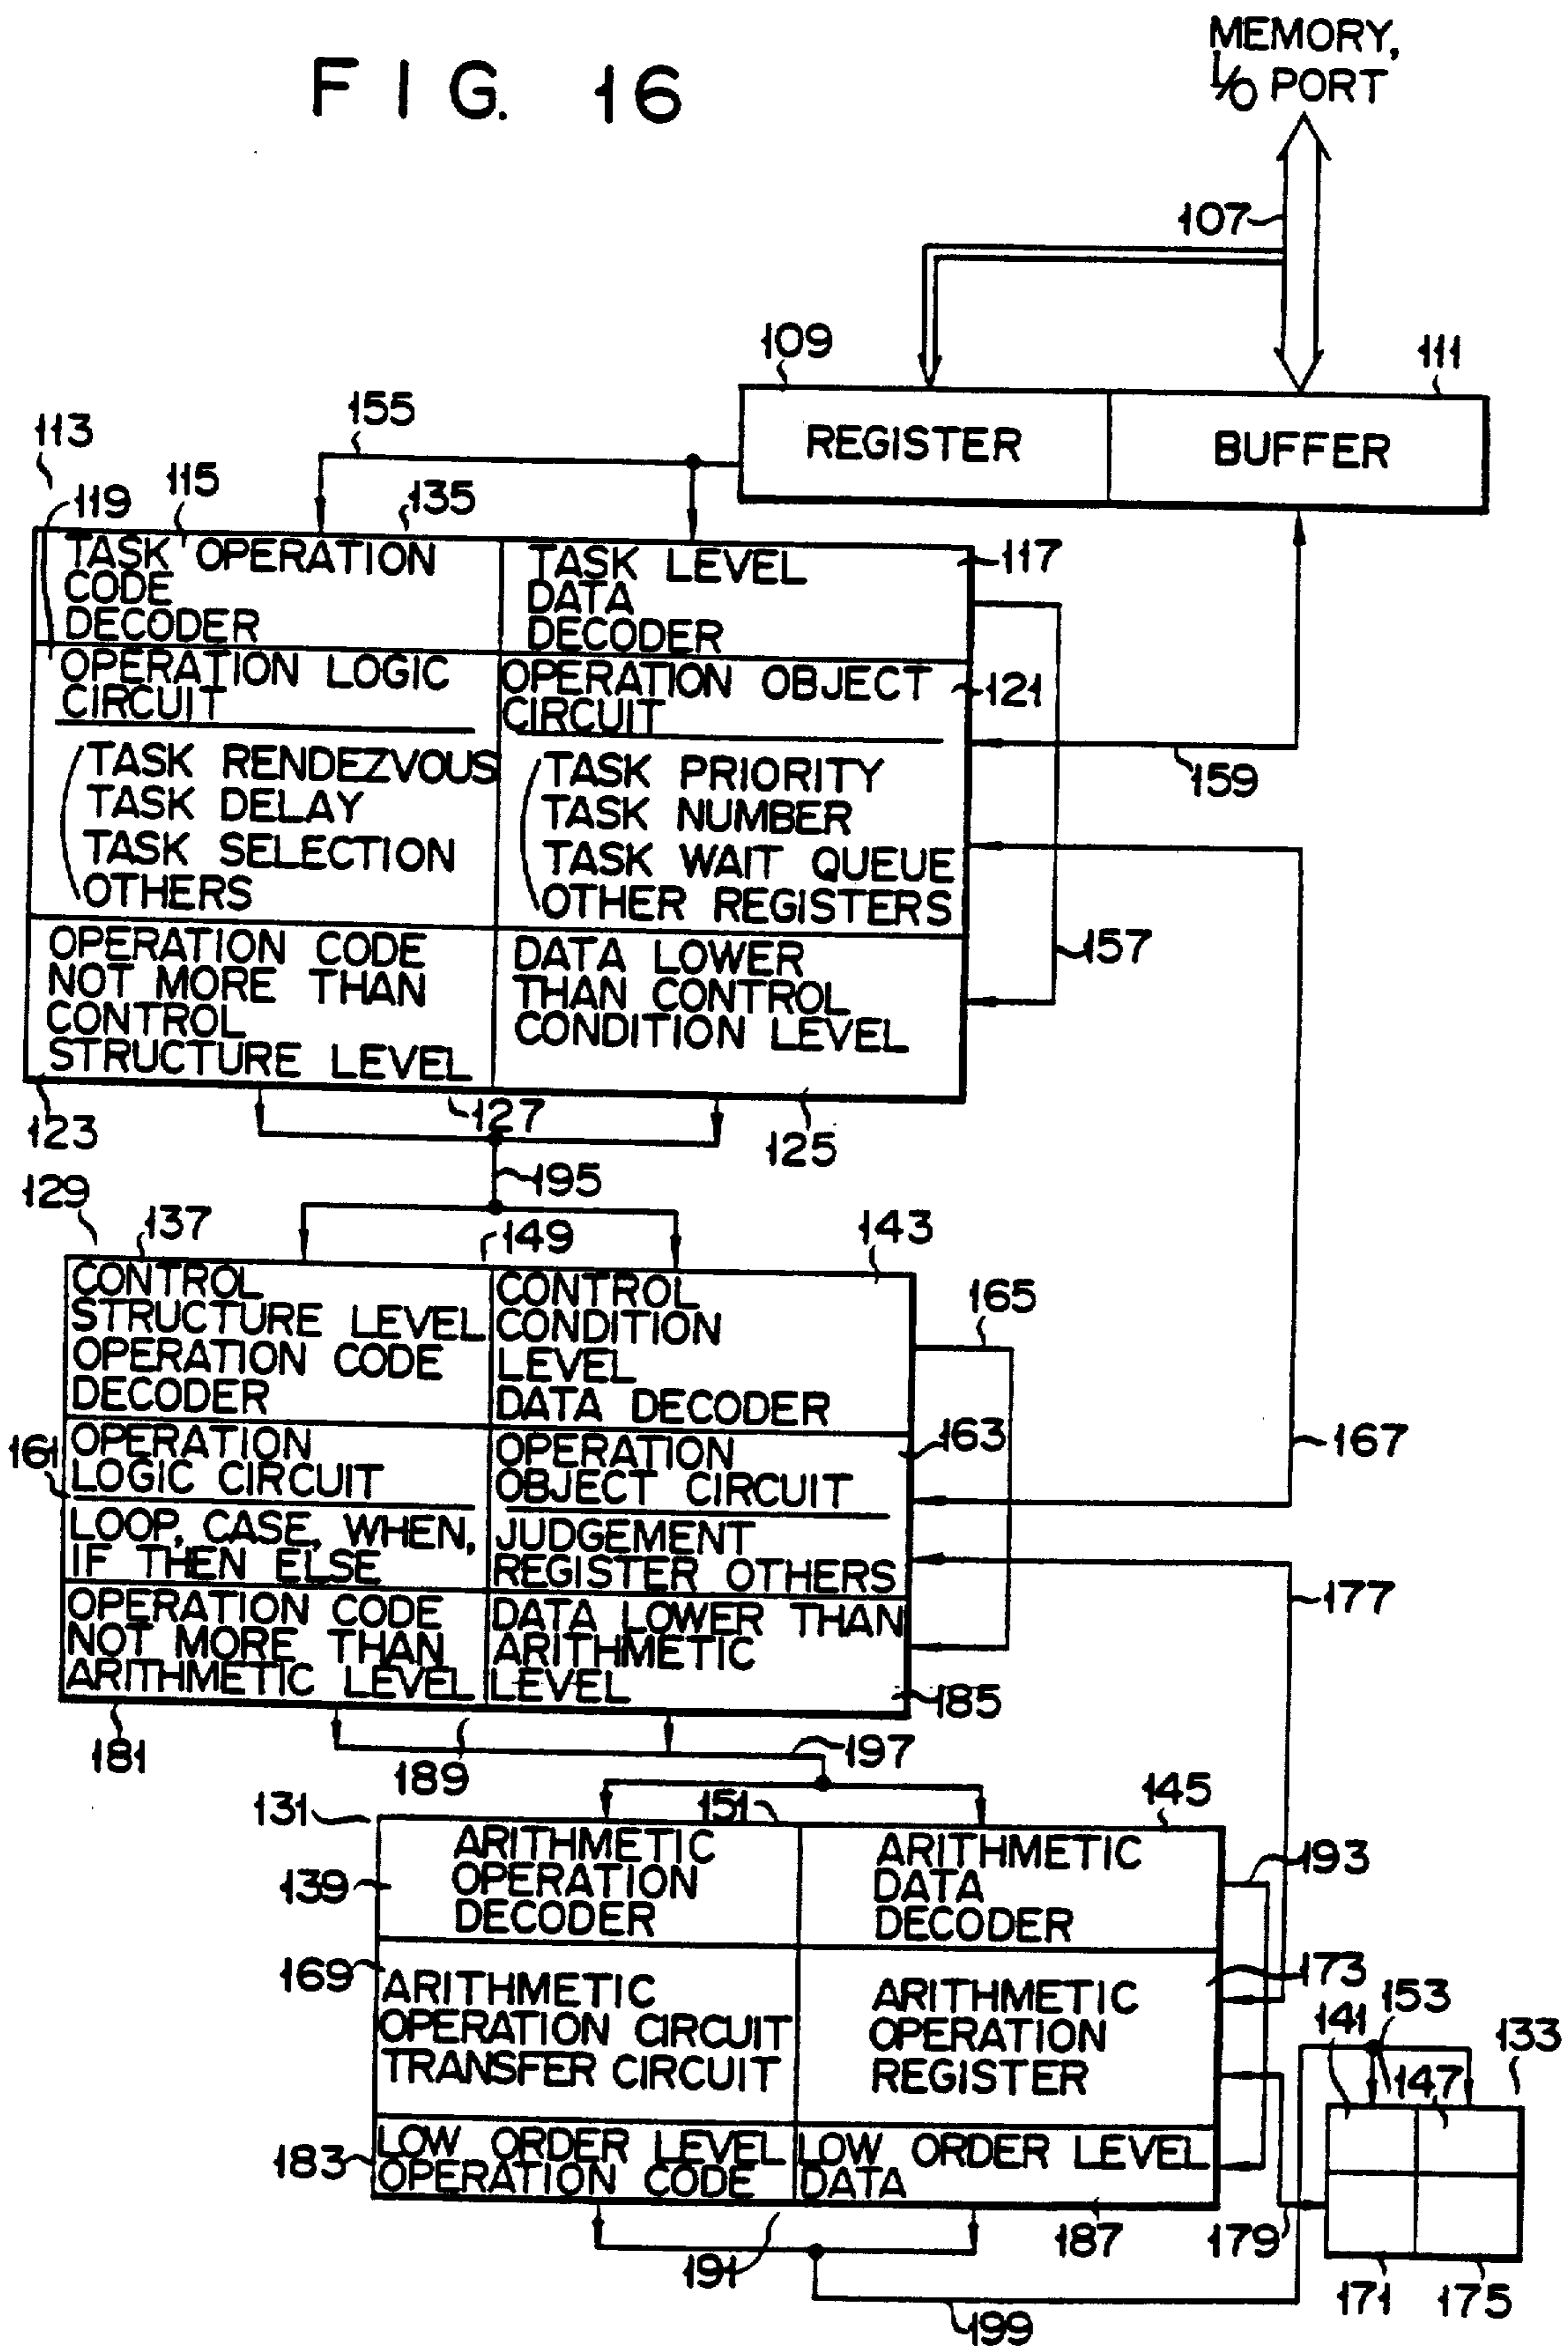 FIG. 16
MEMORY,
I/O PORT
107
109
111
REGISTER
BUFFER
155
113
115
119
135
117
TASK OPERATION
CODE
DECODER
TASK LEVEL
DATA
DECODER
OPERATION LOGIC
CIRCUIT
OPERATION OBJECT
CIRCUIT
121
TASK RENDEZVOUS
TASK DELAY
TASK SELECTION
OTHERS
TASK PRIORITY
TASK NUMBER
TASK WAIT QUEUE
OTHER REGISTERS
159
157
OPERATION CODE
NOT MORE THAN
CONTROL
STRUCTURE LEVEL
DATA LOWER
THAN CONTROL
CONDITION LEVEL
123
127
125
195
129
137
149
143
165
CONTROL
STRUCTURE LEVEL
OPERATION CODE
DECODER
CONTROL
CONDITION
LEVEL
DATA DECODER
161
OPERATION
LOGIC CIRCUIT
OPERATION
OBJECT CIRCUIT
163
167
LOOP, CASE, WHEN,
IF THEN ELSE
JUDGEMENT
REGISTER OTHERS
177
OPERATION CODE
NOT MORE THAN
ARITHMETIC LEVEL
DATA LOWER THAN
ARITHMETIC
LEVEL
185
181
189
197
131
151
145
139
ARITHMETIC
OPERATION
DECODER
ARITHMETIC
DATA
DECODER
193
169
ARITHMETIC
OPERATION CIRCUIT
TRANSFER CIRCUIT
ARITHMETIC
OPERATION
REGISTER
173
141
153
147
133
183
LOW ORDER LEVEL
OPERATION CODE
LOW ORDER LEVEL
DATA
191
187
179
171
175
199